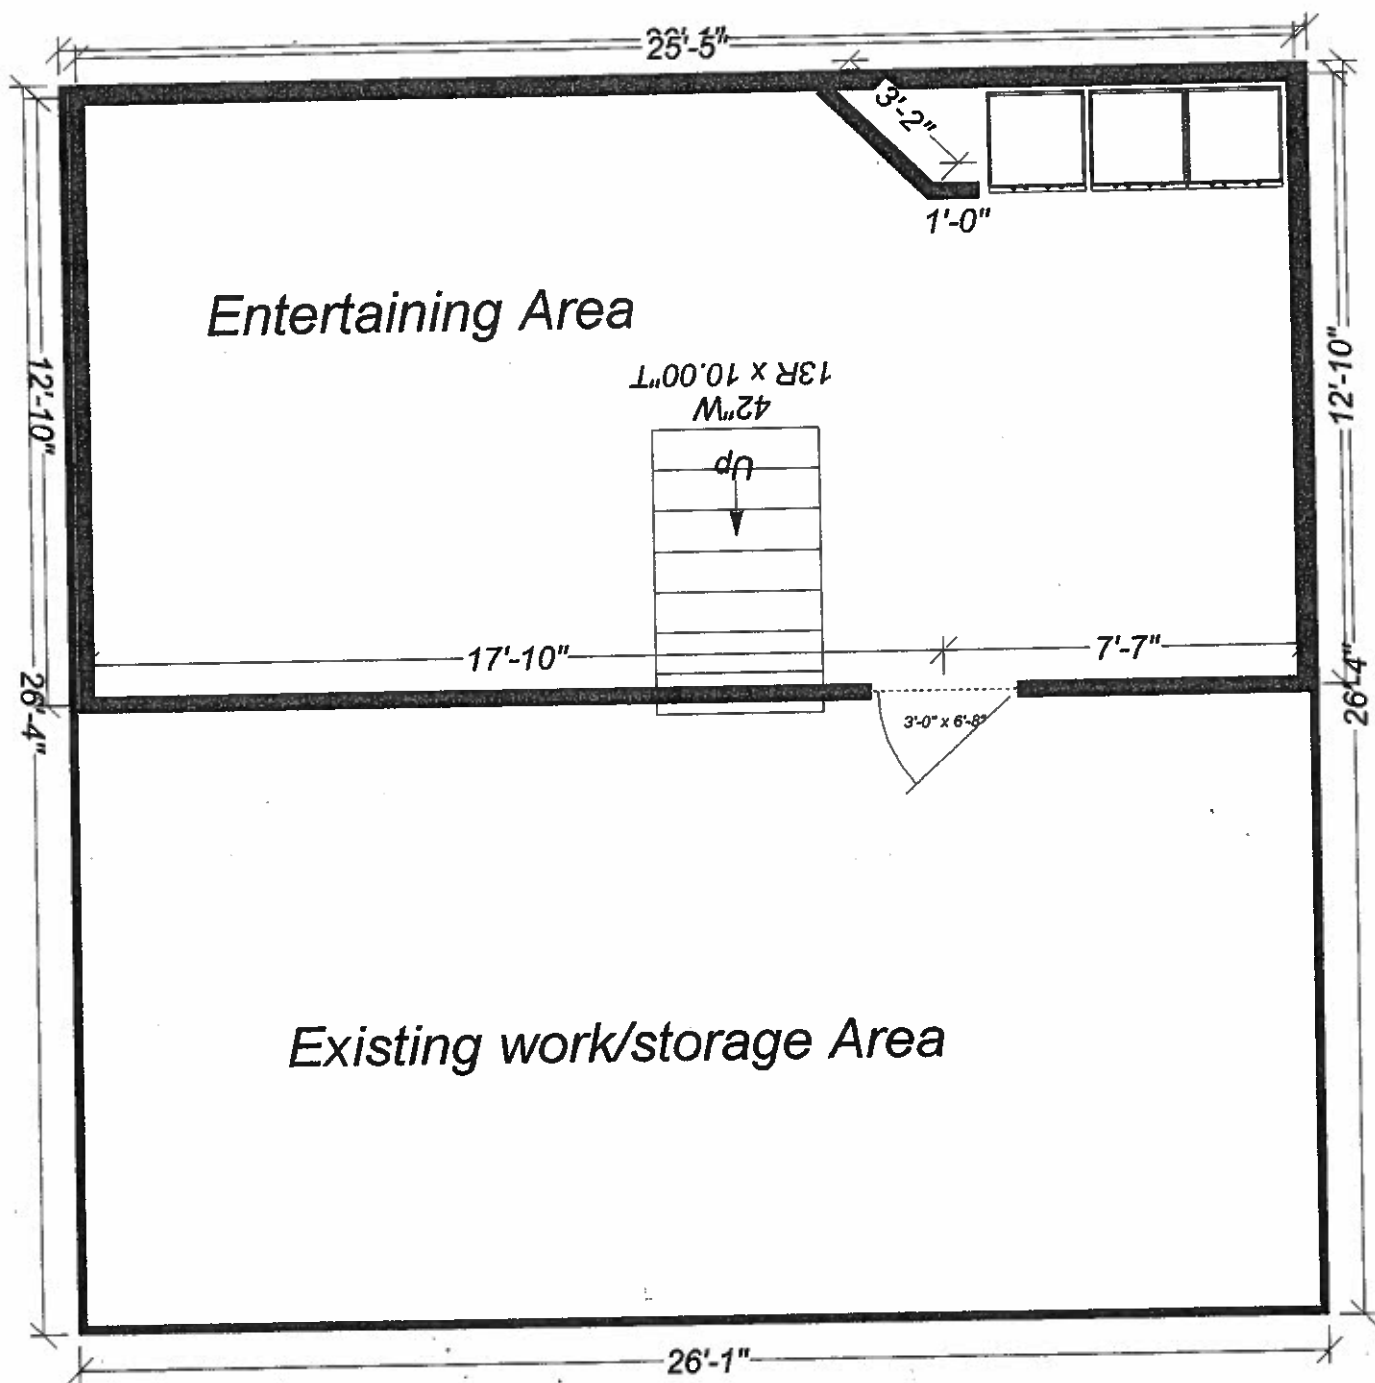 25'-5"
3'-2"
1'-0"
Entertaining Area
12'-10"
12'-10"
13R x 10.00"T
42"W
Up
17'-10"
7'-7"
26'-4"
26'-4"
3'-0" x 6'-8"
Existing work/storage Area
26'-1"